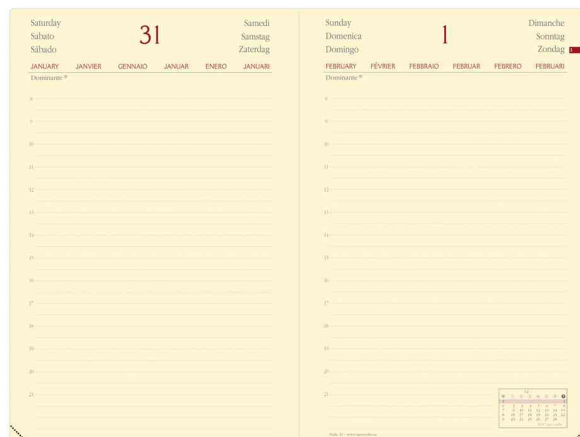 Saturday
Sabato
Sábado
31
Samedi
Samstag
Zaterdag
JANUARY JANVIER GENNAIO JANUAR ENERO JANUARI
Dominante
8
9
10
11
12
13
14
15
16
17
18
19
20
21
Sunday
Domenica
Domingo
1
Dimanche
Sonntag
Zondag
FEBRUARY FÉVRIER FEBBRAIO FEBRUAR FEBRERO FEBRUARI
Dominante
8
9
10
11
12
13
14
15
16
17
18
19
20
21